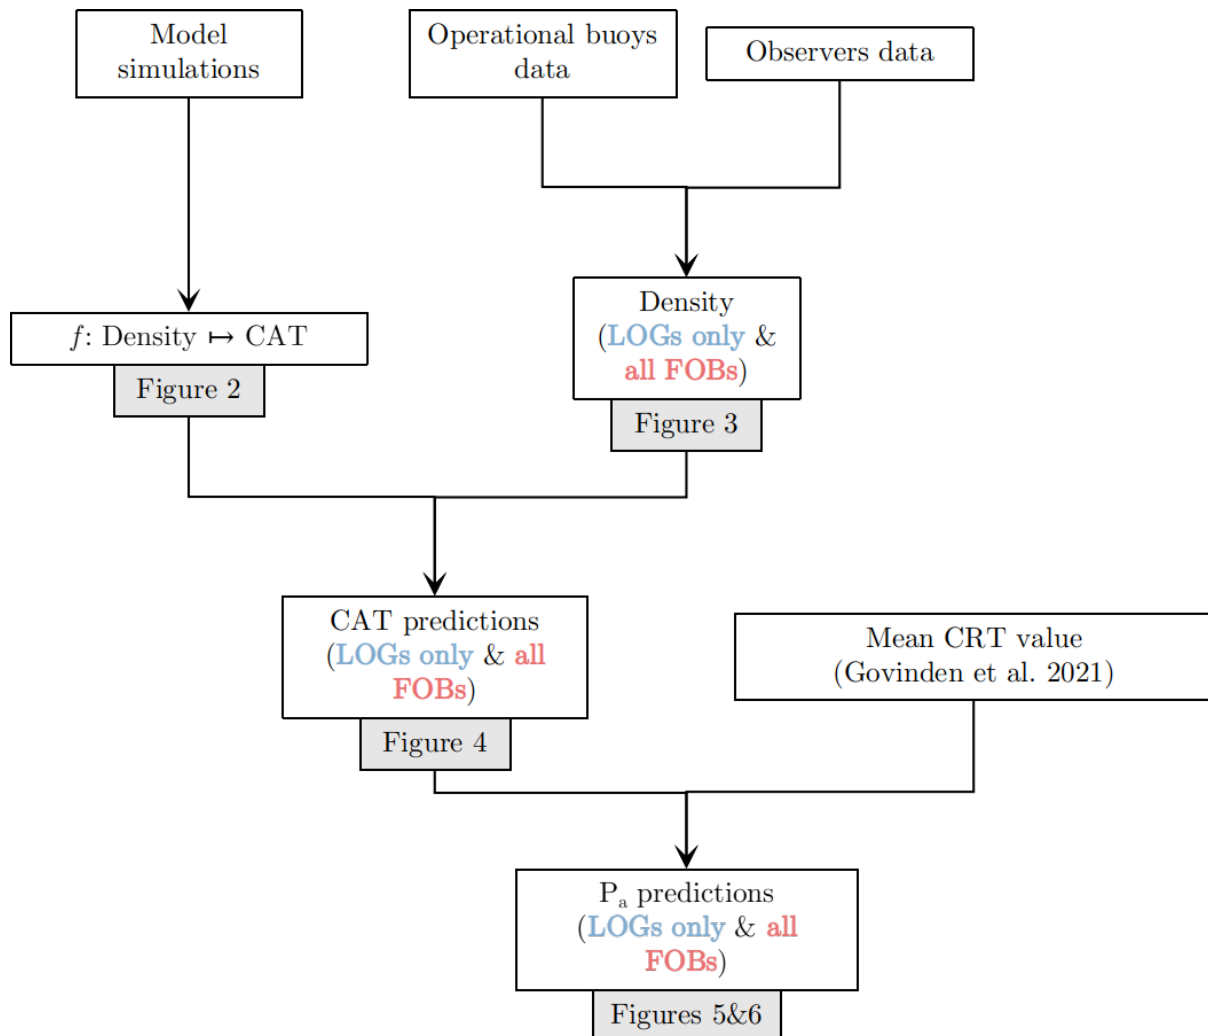 Model
simulations
Operational buoys
data
Observers data
f: Density ↦ CAT
Figure 2
Density
(LOGs only &
all FOBs)
Figure 3
CAT predictions
(LOGs only & all
FOBs)
Figure 4
Mean CRT value
(Govinden et al. 2021)
Pₐ predictions
(LOGs only & all
FOBs)
Figures 5&6